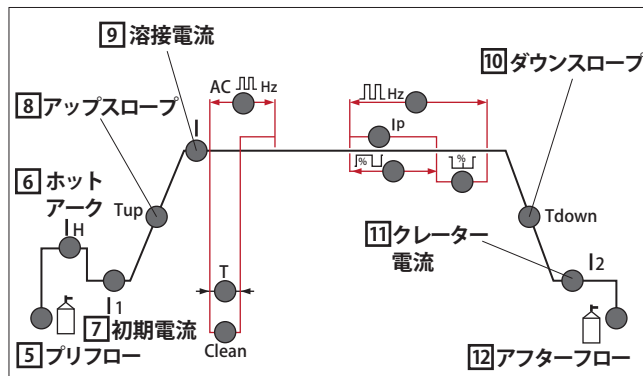 9 溶接電流
AC Hz
Hz
10 ダウンスロープ
8 アップスロープ
I
Ip
%
%
6 ホット
アーク
Tup
Tdown
IH
11 クレーター
電流
I1
T
I2
7 初期電流
Clean
5 プリフロー
12 アフターフロー